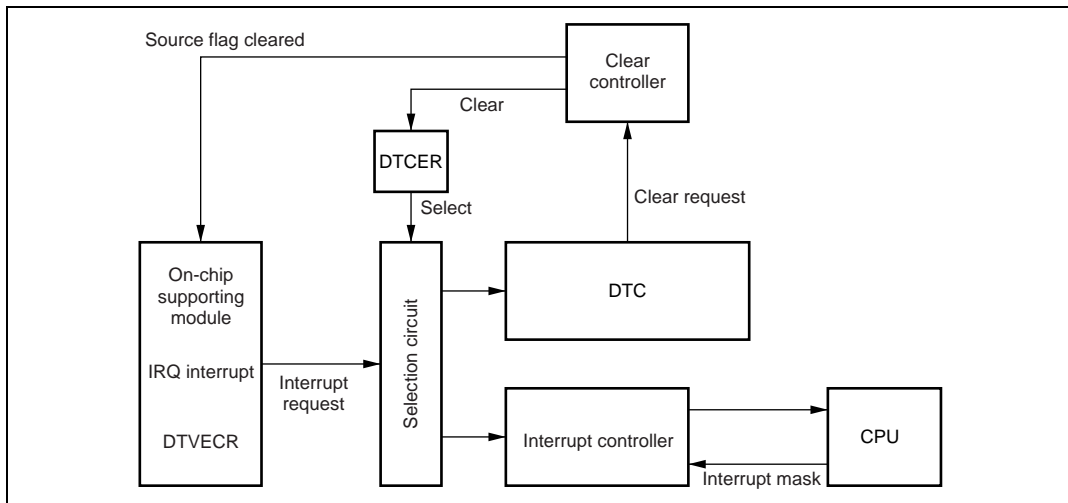 Source flag cleared
Clear
controller
Clear
DTCER
Clear request
Select
On-chip
supporting
module
IRQ interrupt
DTVECR
Interrupt
request
Selection circuit
DTC
Interrupt controller
CPU
Interrupt mask